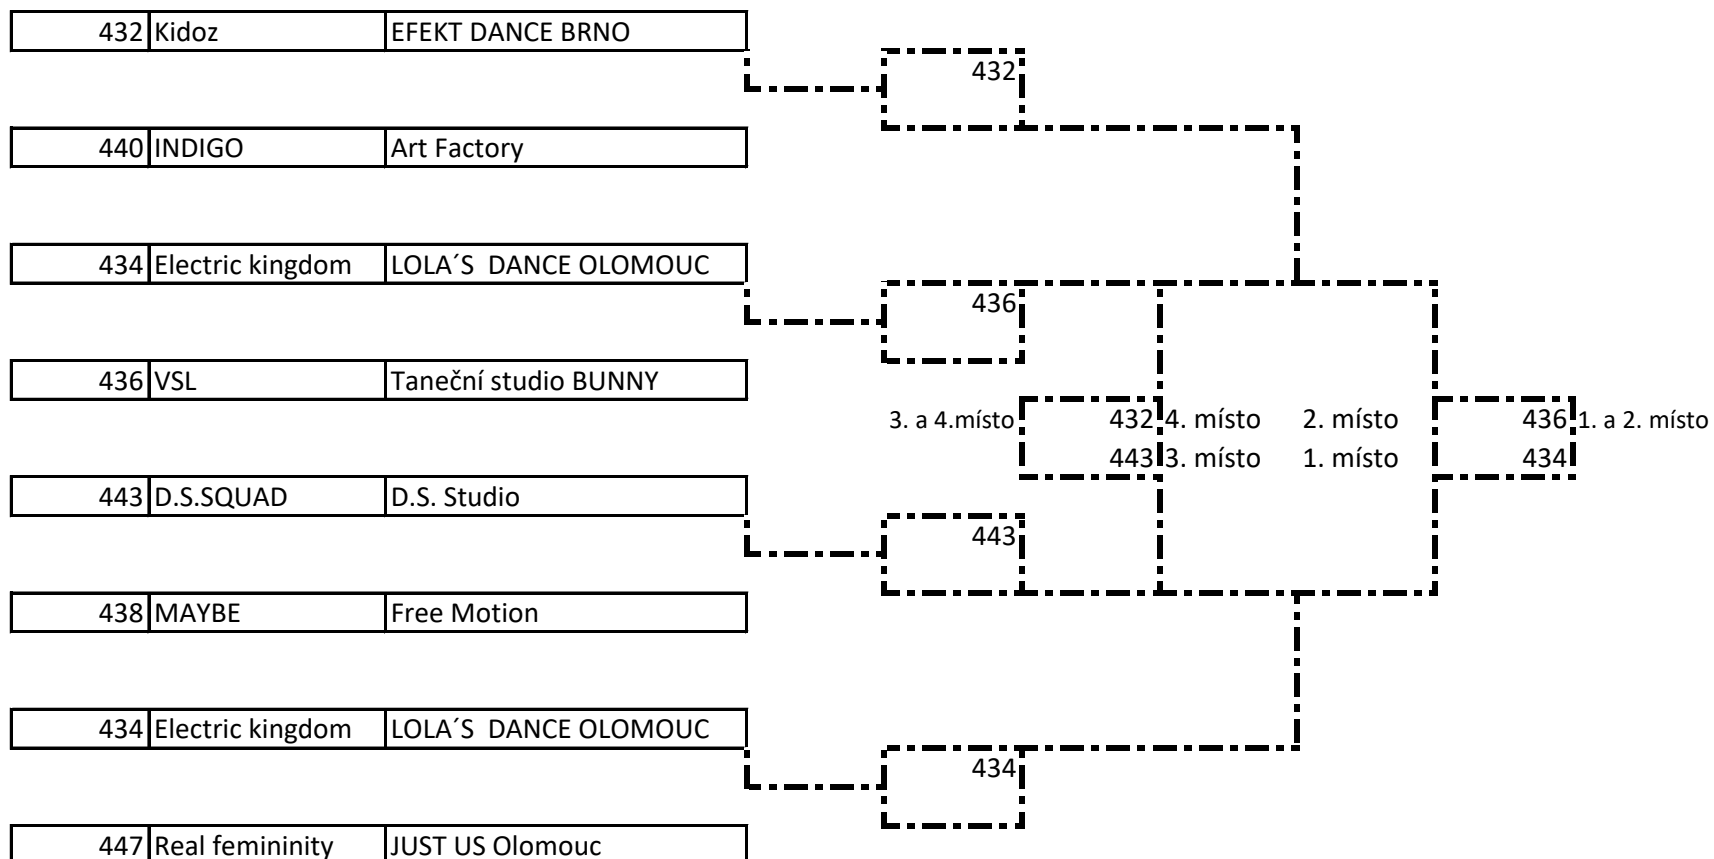 432 Kidoz EFEKT DANCE BRNO
432
440 INDIGO Art Factory
434 Electric kingdom LOLA´S DANCE OLOMOUC
436
436 VSL Taneční studio BUNNY
3. a 4.místo 432 4. místo 2. místo 436 1. a 2. místo
443 3. místo 1. místo 434
443 D.S.SQUAD D.S. Studio
443
438 MAYBE Free Motion
434 Electric kingdom LOLA´S DANCE OLOMOUC
434
447 Real femininity JUST US Olomouc